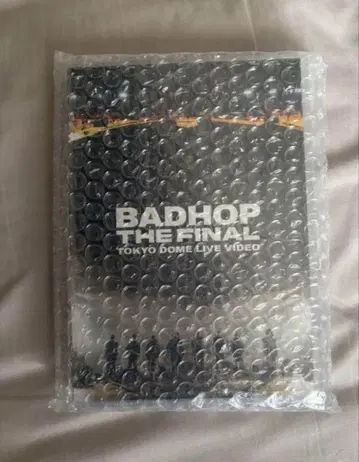 BADHOP
THE FINAL
TOKYO DOME LIVE VIDEO